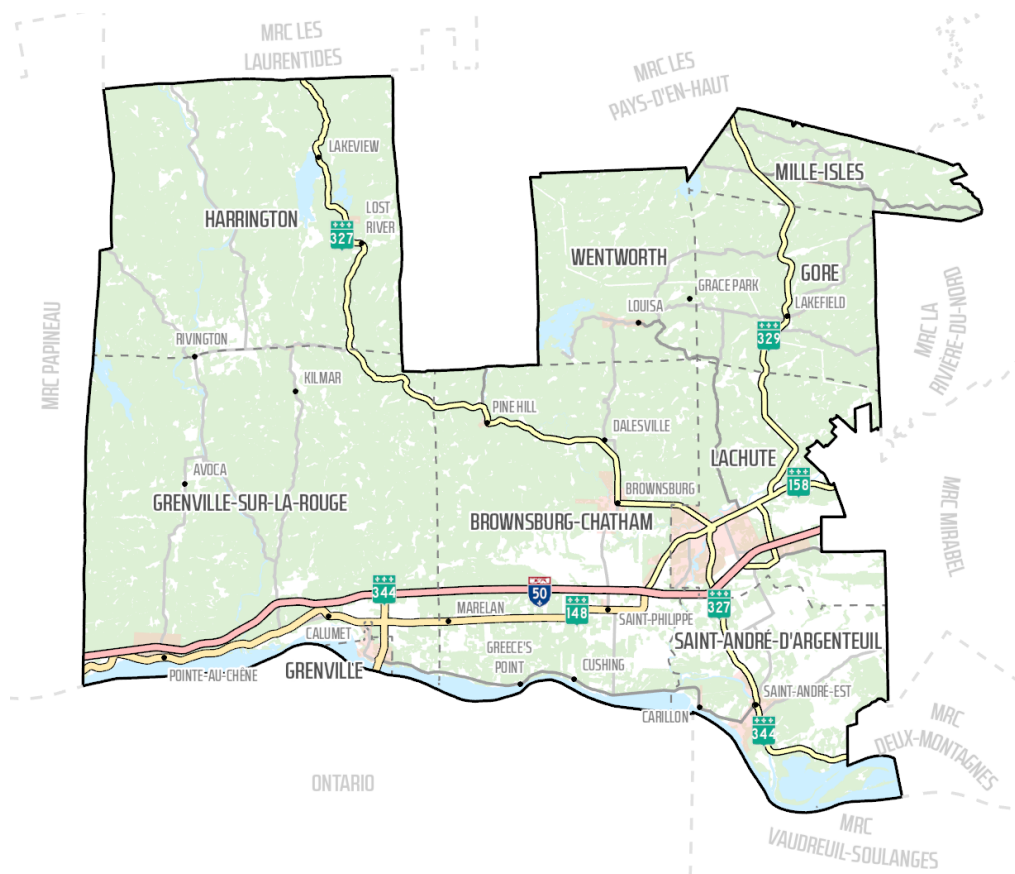 MRC LES
LAURENTIDES
MRC LES
PAYS-D'EN-HAUT
LAKEVIEW
MILLE-ISLES
LOST
RIVER
HARRINGTON
327
WENTWORTH
GORE
GRACE PARK
LAKEFIELD
LOUISA
329
MRC LA
RIVIÈRE-DU-NORD
MRC PAPINEAU
RIVINGTON
KILMAR
PINE HILL
DALESVILLE
LACHUTE
AVOCA
158
BROWNSBURG
GRENVILLE-SUR-LA-ROUGE
BROWNSBURG-CHATHAM
MRC MIRABEL
344
50
148
327
MARELAN
SAINT-PHILIPPE
CALUMET
SAINT-ANDRÉ-D'ARGENTEUIL
GREECE'S
POINT
CUSHING
GRENVILLE
POINTE-AU-CHÊNE
SAINT-ANDRÉ-EST
CARILLON
344
MRC
DEUX-MONTAGNES
ONTARIO
MRC
VAUDREUIL-SOULANGES